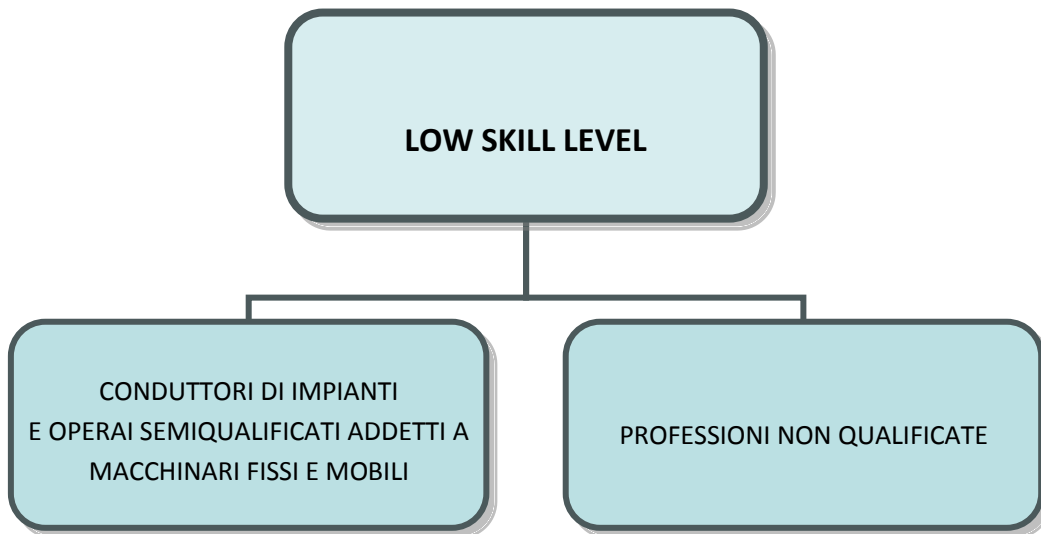 LOW SKILL LEVEL
CONDUTTORI DI IMPIANTI
E OPERAI SEMIQUALIFICATI ADDETTI A
MACCHINARI FISSI E MOBILI
PROFESSIONI NON QUALIFICATE